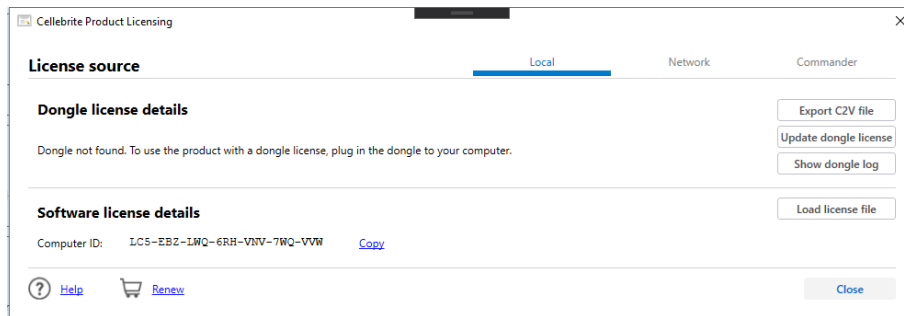 Cellebrite Product Licensing
License source
Local
Network
Commander
Dongle license details
Export C2V file
Dongle not found. To use the product with a dongle license, plug in the dongle to your computer.
Update dongle license
Show dongle log
Software license details
Load license file
Computer ID: LC5-EBZ-LWQ-6RH-VNV-7WQ-VVW Copy
Help
Renew
Close